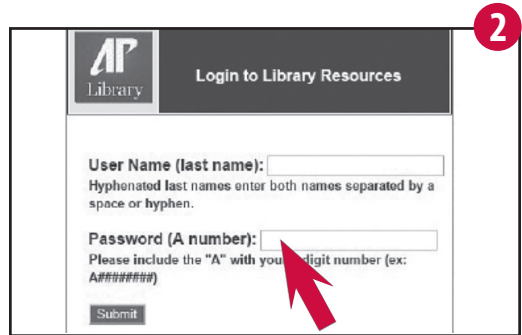 2
AP
Library
Login to Library Resources
User Name (last name):
Hyphenated last names enter both names separated by a
space or hyphen.
Password (A number):
Please include the "A" with your digit number (ex:
A########)
Submit